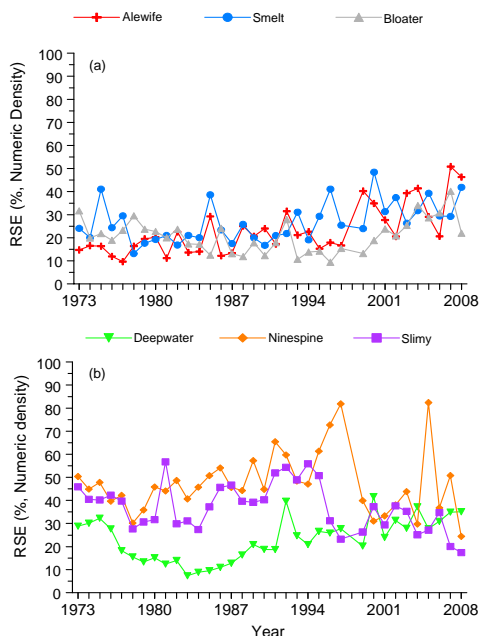 Alewife Smelt Bloater
(a)
RSE (%, Numeric Density)
100
90
80
70
60
50
40
30
20
10
0
1973 1980 1987 1994 2001 2008
Deepwater Ninespine Slimy
(b)
RSE (%, Numeric density)
100
90
80
70
60
50
40
30
20
10
0
1973 1980 1987 1994 2001 2008
Year